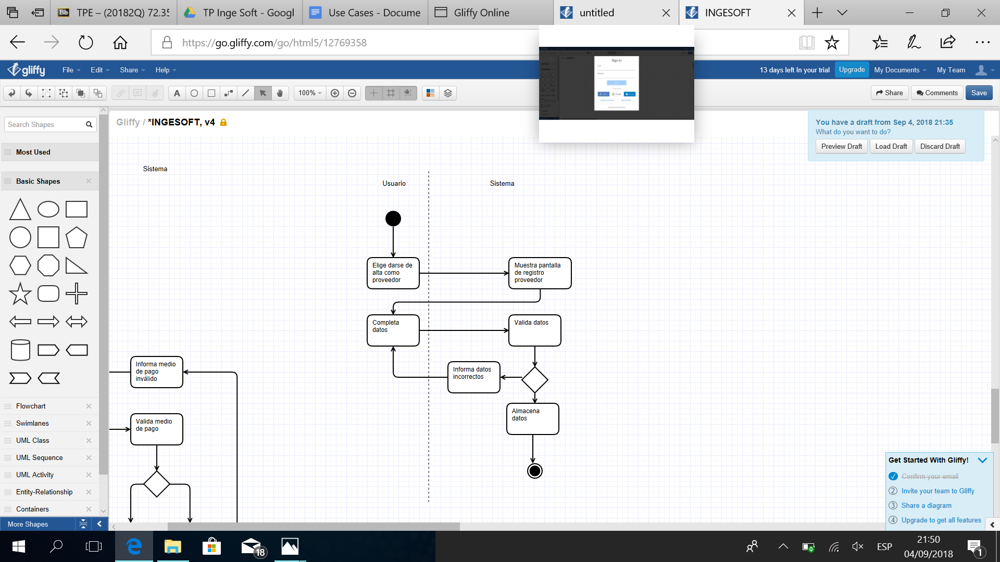 TPE – (20182Q) 72.35
TP Inge Soft - Googl
Use Cases - Docume
Gliffy Online
untitled
INGESOFT
https://go.gliffy.com/go/html5/12769358
Sign in
gliffy
File
Edit
Share
Help
13 days left In your trial
Upgrade
My Documents
My Team
100%
Share
Comments
Save
Search Shapes
Gliffy / *INGESOFT, v4
You have a draft from Sep 4, 2018 21:35
What do you want to do?
Preview Draft
Load Draft
Discard Draft
Most Used
Basic Shapes
Flowchart
Swimlanes
UML Class
UML Sequence
UML Activity
Entity-Relationship
Containers
More Shapes
Sistema
Usuario
Sistema
Elige darse de
alta como
proveedor
Muestra pantalla
de registro
proveedor
Completa
datos
Valida datos
Informa datos
incorrectos
Almacena
datos
Informa medio
de pago
inválido
Valida medio
de pago
Get Started With Gliffy!
Confirm your email
2 Invite your team to Gliffy
3 Share a diagram
4 Upgrade to get all features
18
ESP
21:50
04/09/2018
1